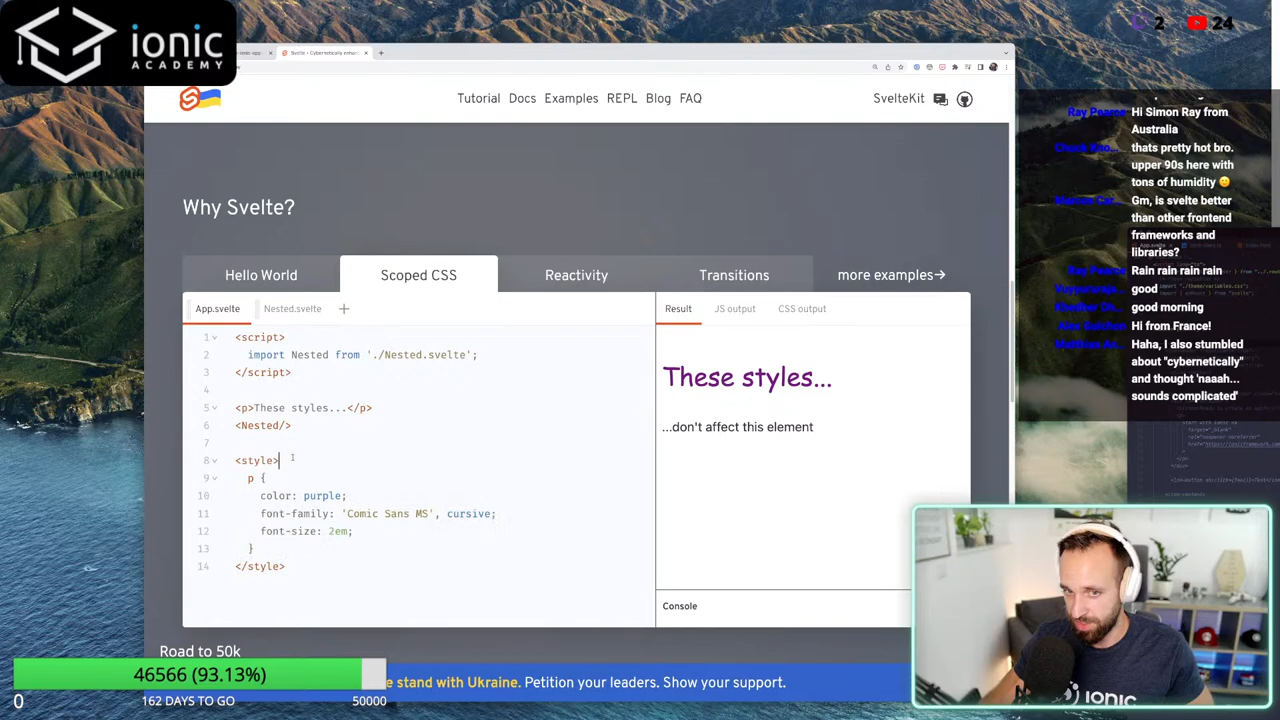 ionic
ACADEMY
2
24
Svelte • Cybernetically enhan...
Tutorial Docs Examples REPL Blog FAQ
SvelteKit
Why Svelte?
Hello World
Scoped CSS
Reactivity
Transitions
more examples→
App.svelte
Nested.svelte
+
1 <script>
2 import Nested from './Nested.svelte';
3 </script>
4
5 <p>These styles...</p>
6 <Nested/>
7
8 <style>
9 p {
10 color: purple;
11 font-family: 'Comic Sans MS', cursive;
12 font-size: 2em;
13 }
14 </style>
Result
JS output
CSS output
These styles...
...don't affect this element
Console
Hi Simon Ray from
Australia
thats pretty hot bro.
upper 90s here with
tons of humidity
Gm, is svelte better
than other frontend
frameworks and
libraries?
Rain rain rain rain
good
good morning
Hi from France!
Haha, I also stumbled
about "cybernetically"
and thought 'naaah...
sounds complicated'
Road to 50k
46566 (93.13%)
0
162 DAYS TO GO
50000
e stand with Ukraine. Petition your leaders. Show your support.
ionic